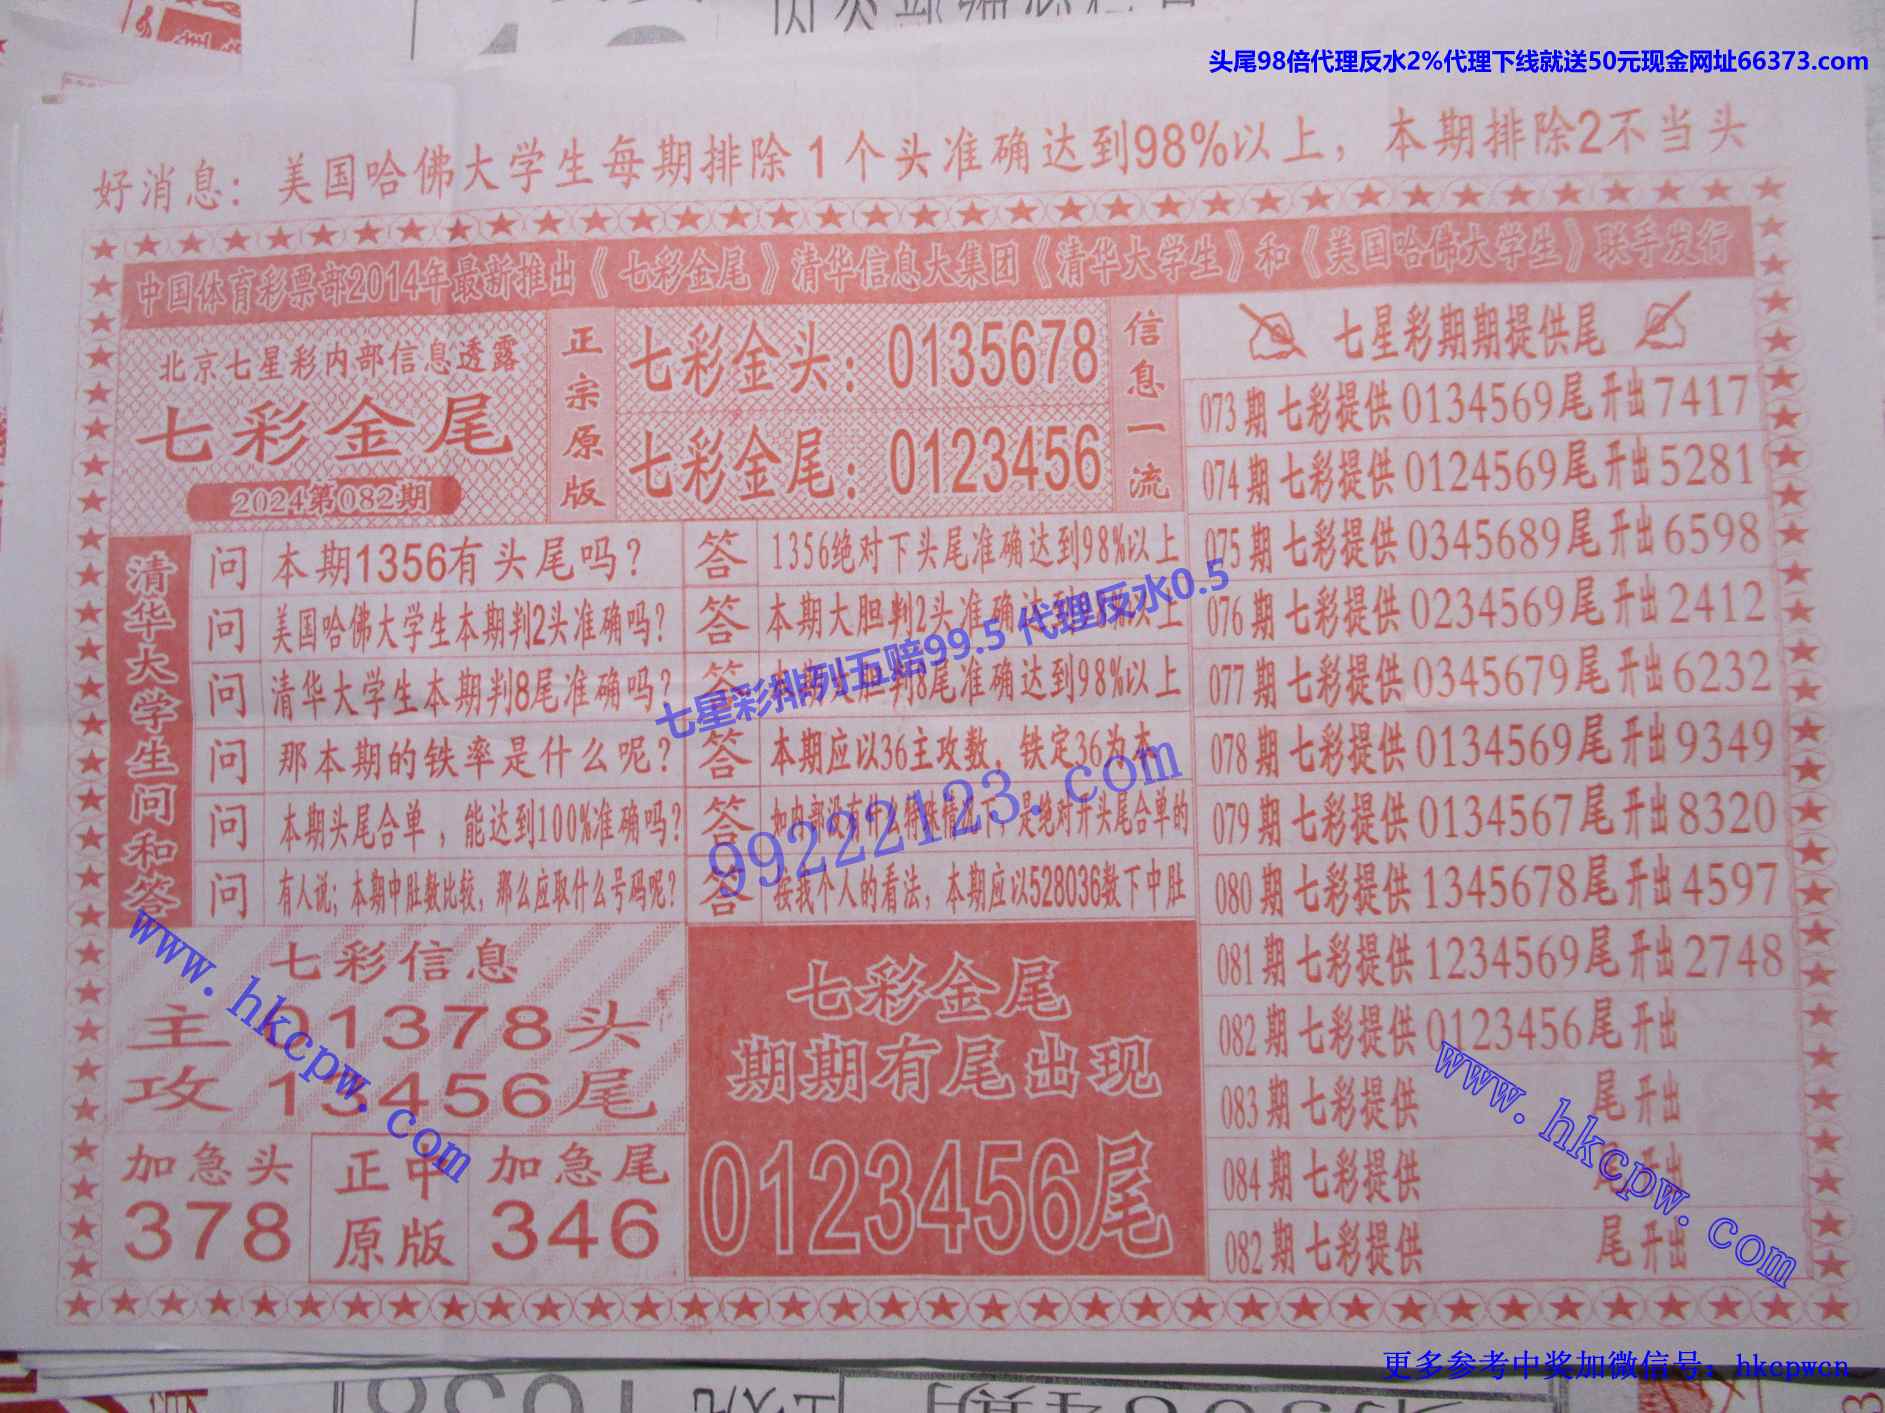 头尾98倍代理反水2%代理下线就送50元现金网址66373.com
好消息：美国哈佛大学生每期排除1个头准确达到98%以上，本期排除2不当头
中国体育彩票部2014年最新推出《七彩金尾》清华信息大集团《清华大学生》和《美国哈佛大学生》联手发行
北京七星彩内部信息透露
七彩金尾
2024第082期
正宗原版
七彩金头：0135678
七彩金尾：0123456
信息一流
七星彩期期提供尾
073期 七彩提供 0134569尾 开出7417
074期 七彩提供 0124569尾 开出5281
075期 七彩提供 0345689尾 开出6598
076期 七彩提供 0234569尾 开出2412
077期 七彩提供 0345679尾 开出6232
078期 七彩提供 0134569尾 开出9349
079期 七彩提供 0134567尾 开出8320
080期 七彩提供 1345678尾 开出4597
081期 七彩提供 1234569尾 开出2748
082期 七彩提供 0123456尾 开出
083期 七彩提供 尾 开出
084期 七彩提供 尾 开出
082期 七彩提供 尾 开出
清华大学生问和答
问 本期1356有头尾吗？ 答 1356绝对下头尾准确达到98%以上
问 美国哈佛大学生本期判2头准确吗？ 答 本期大胆判2头准确达到 以上
问 清华大学生本期判8尾准确吗？ 答 本期大胆判8尾准确达到98%以上
问 那本期的铁率是什么呢？ 答 本期应以36主攻数，铁定36为本
问 本期头尾合单，能达到100%准确吗？ 答 如内部没有什么特殊情况下，是绝对开头尾合单的
问 有人说；本期中肚数比较，那么应取什么号码呢？ 答 按我个人的看法，本期应以528036数下中肚
七星彩排列五赔99.5 代理反水0.5
99222123.com
七彩信息
主 01378头
攻 13456尾
加急头
378
正中原版
加急尾
346
七彩金尾
期期有尾出现
0123456尾
www.hkcpw.com
www.hkcpw.com
更多参考中奖加微信号：hkcpwcn